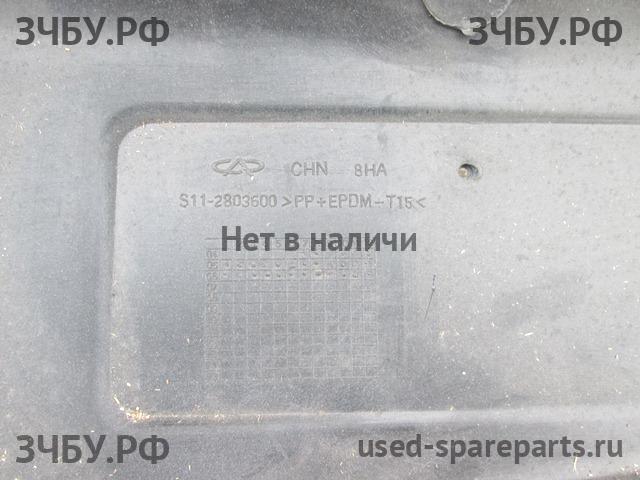 ЗЧБУ.РФ ЗЧБУ.РФ
CHN 8HA
S11-2803600 >PP+EPDM-T15<
Нет в наличи
ЗЧБУ.РФ used-spareparts.ru